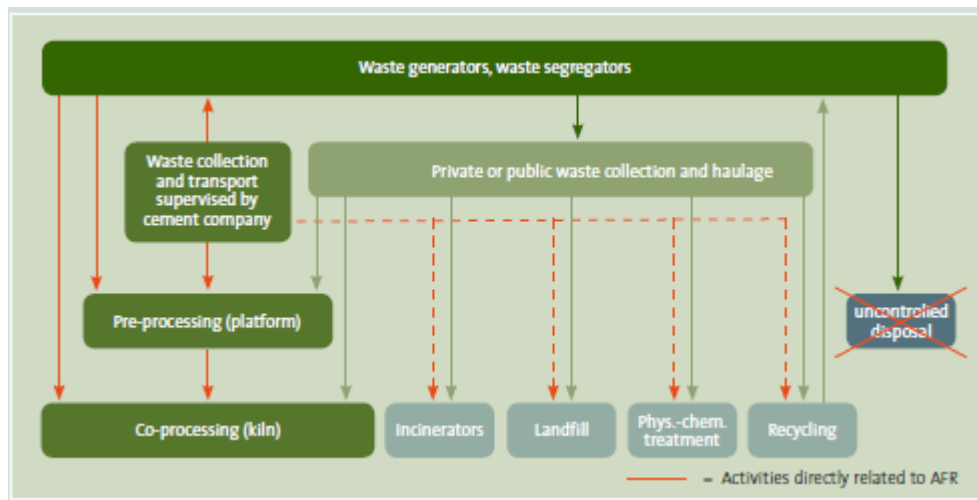 Waste generators, waste segregators
Waste collection
and transport
supervised by
cement company
Private or public waste collection and haulage
Pre-processing (platform)
uncontrolled
disposal
Co-processing (kiln)
Incinerators
Landfill
Phys.-chem.
treatment
Recycling
= Activities directly related to AFR